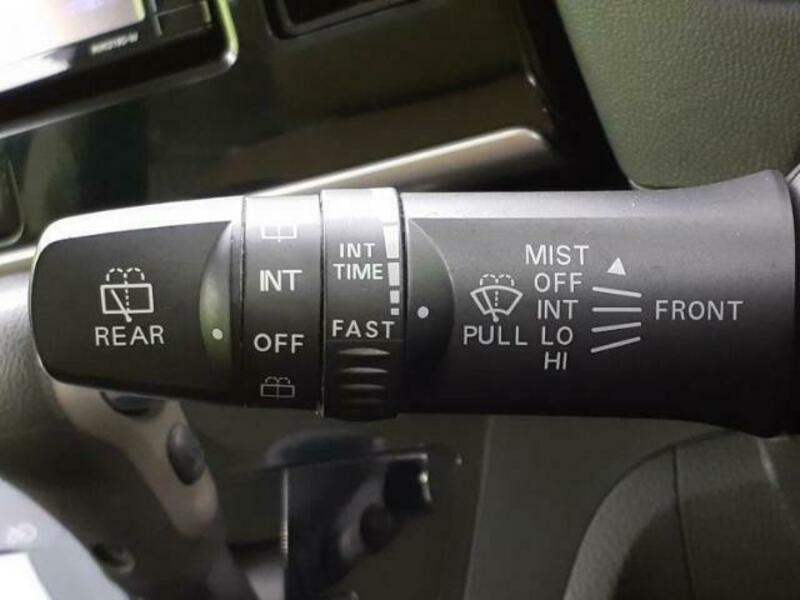 REAR
INT
OFF
INT
TIME
FAST
PULL
MIST
OFF
INT
LO
HI
FRONT